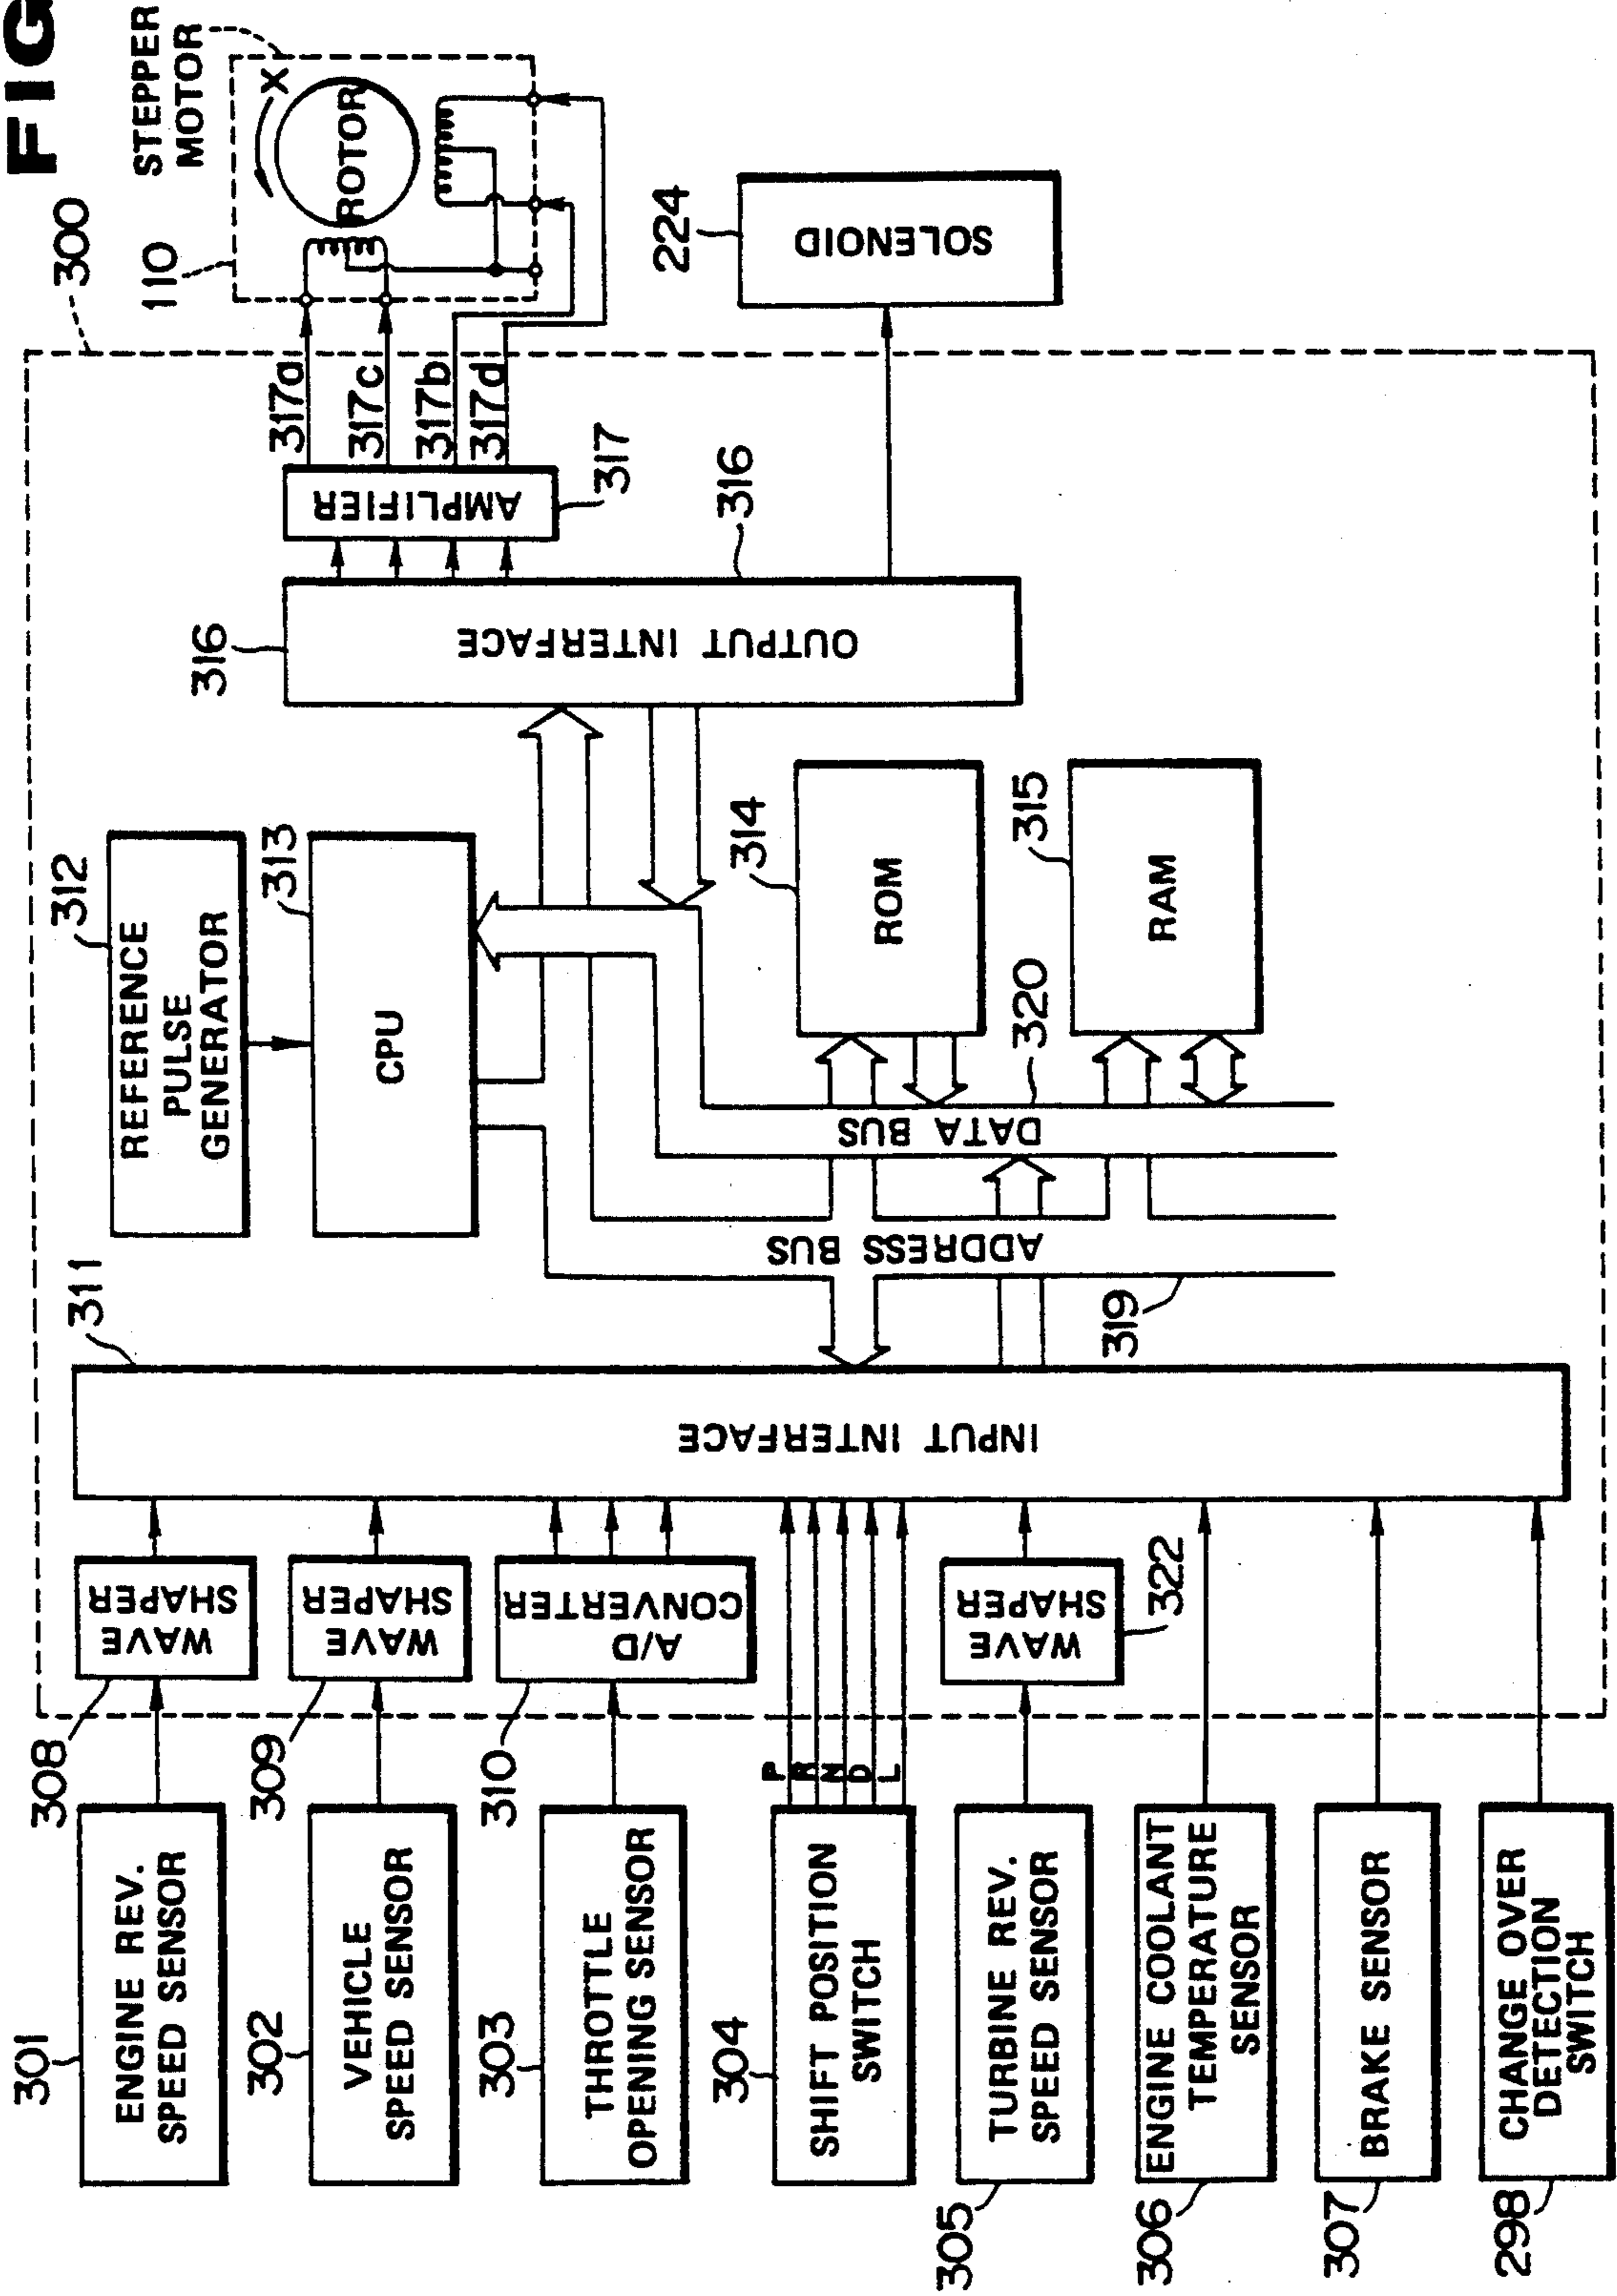 FIG
301
ENGINE REV.
SPEED SENSOR
302
VEHICLE
SPEED SENSOR
303
THROTTLE
OPENING SENSOR
304
SHIFT POSITION
SWITCH
305
TURBINE REV.
SPEED SENSOR
306
ENGINE COOLANT
TEMPERATURE
SENSOR
307
BRAKE SENSOR
298
CHANGE OVER
DETECTION
SWITCH
308
WAVE
SHAPER
309
WAVE
SHAPER
310
A/D
CONVERTER
P
R
N
D
L
WAVE
SHAPER
322
311
INPUT INTERFACE
312
REFERENCE
PULSE
GENERATOR
313
CPU
ADDRESS BUS
319
DATA BUS
320
314
ROM
315
RAM
316
OUTPUT INTERFACE
316
AMPLIFIER
317
317a
317c
317b
317d
300
110
STEPPER
MOTOR
X
ROTOR
224
SOLENOID